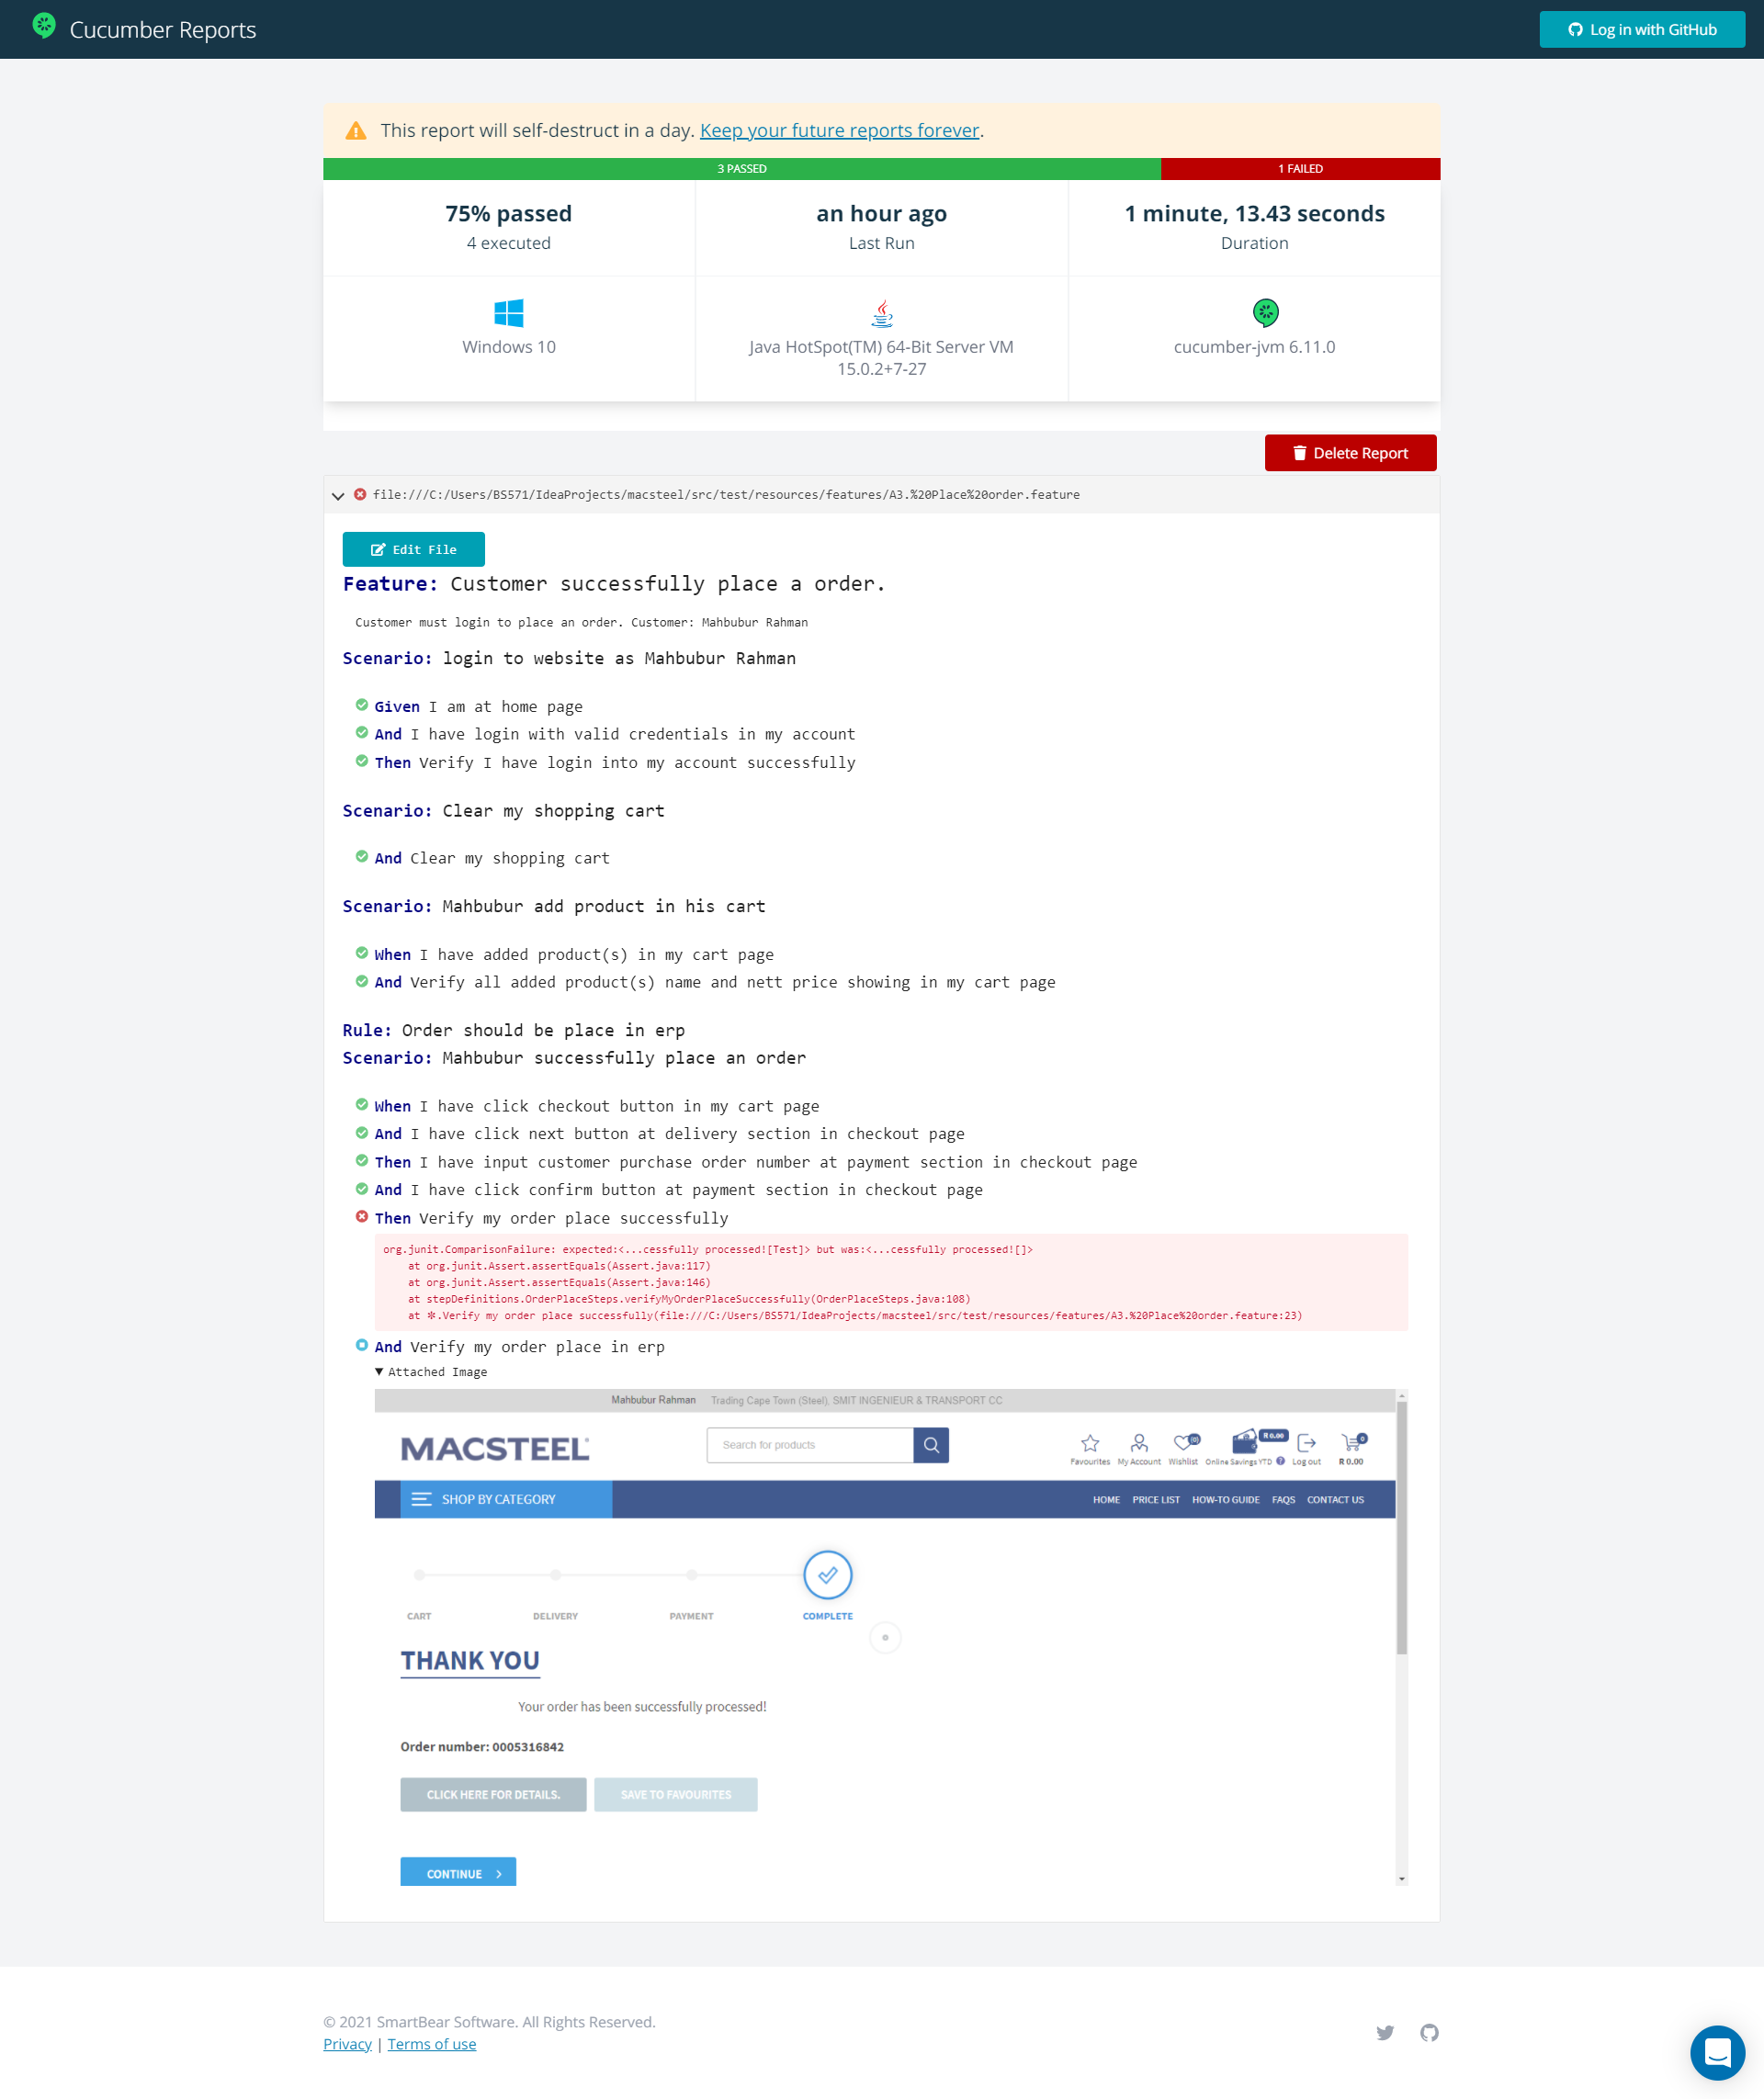 Cucumber Reports
Log in with GitHub
This report will self-destruct in a day. Keep your future reports forever.
3 PASSED
1 FAILED
75% passed
4 executed
an hour ago
Last Run
1 minute, 13.43 seconds
Duration
Windows 10
Java HotSpot(TM) 64-Bit Server VM
15.0.2+7-27
cucumber-jvm 6.11.0
Delete Report
file:///C:/Users/BS571/IdeaProjects/macsteel/src/test/resources/features/A3.%20Place%20order.feature
Edit File
Feature: Customer successfully place a order.
Customer must login to place an order. Customer: Mahbubur Rahman
Scenario: login to website as Mahbubur Rahman
Given I am at home page
And I have login with valid credentials in my account
Then Verify I have login into my account successfully
Scenario: Clear my shopping cart
And Clear my shopping cart
Scenario: Mahbubur add product in his cart
When I have added product(s) in my cart page
And Verify all added product(s) name and nett price showing in my cart page
Rule: Order should be place in erp
Scenario: Mahbubur successfully place an order
When I have click checkout button in my cart page
And I have click next button at delivery section in checkout page
Then I have input customer purchase order number at payment section in checkout page
And I have click confirm button at payment section in checkout page
Then Verify my order place successfully
org.junit.ComparisonFailure: expected:<...cessfully processed![Test]> but was:<...cessfully processed![]>
at org.junit.Assert.assertEquals(Assert.java:117)
at org.junit.Assert.assertEquals(Assert.java:146)
at stepDefinitions.OrderPlaceSteps.verifyMyOrderPlaceSuccessfully(OrderPlaceSteps.java:108)
at ✽.Verify my order place successfully(file:///C:/Users/BS571/IdeaProjects/macsteel/src/test/resources/features/A3.%20Place%20order.feature:23)
And Verify my order place in erp
Attached Image
Mahbubur Rahman Trading Cape Town (Steel), SMIT INGENIEUR & TRANSPORT CC
MACSTEEL
Search for products
(0)
R 0.00
0
Favourites My Account Wishlist Online Savings YTD ? Log out R 0.00
SHOP BY CATEGORY
HOME PRICE LIST HOW-TO GUIDE FAQS CONTACT US
CART DELIVERY PAYMENT COMPLETE
THANK YOU
Your order has been successfully processed!
Order number: 0005316842
CLICK HERE FOR DETAILS. SAVE TO FAVOURITES
CONTINUE
© 2021 SmartBear Software. All Rights Reserved.
Privacy | Terms of use